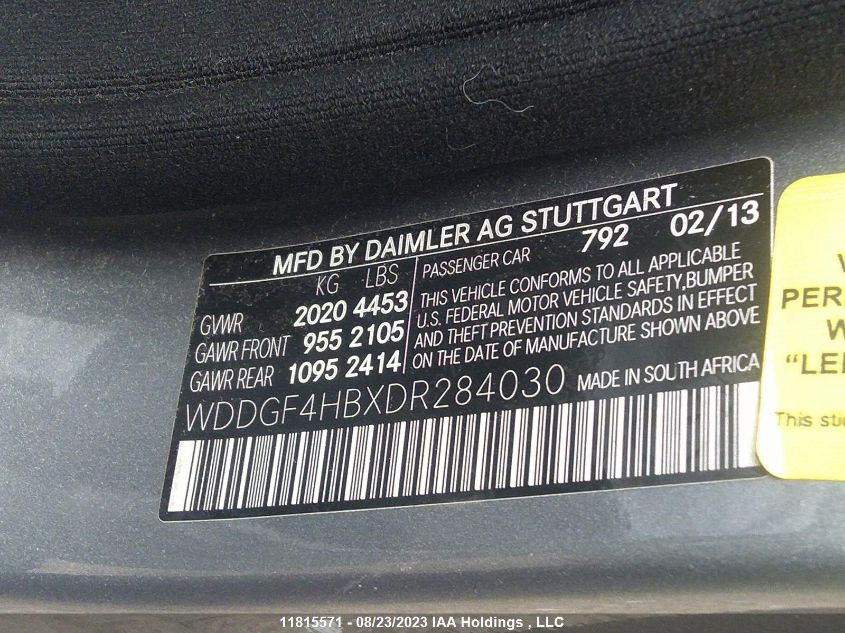 MFD BY DAIMLER AG STUTTGART
KG LBS
GVWR 2020 4453
GAWR FRONT 955 2105
GAWR REAR 1095 2414
PASSENGER CAR 792 02/13
THIS VEHICLE CONFORMS TO ALL APPLICABLE
U.S. FEDERAL MOTOR VEHICLE SAFETY,BUMPER
AND THEFT PREVENTION STANDARDS IN EFFECT
ON THE DATE OF MANUFACTURE SHOWN ABOVE
WDDGF4HBXDR284030 MADE IN SOUTH AFRICA
PER
W
"LE
This
11815571 - 08/23/2023 IAA Holdings , LLC